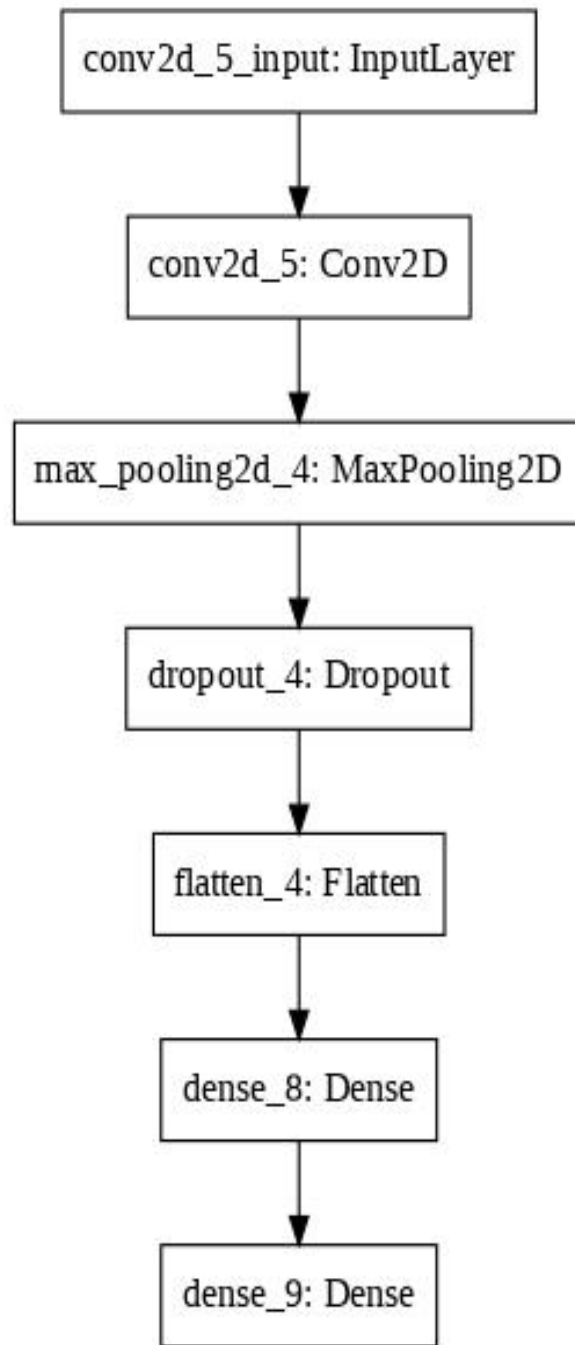 conv2d_5_input: InputLayer
conv2d_5: Conv2D
max_pooling2d_4: MaxPooling2D
dropout_4: Dropout
flatten_4: Flatten
dense_8: Dense
dense_9: Dense